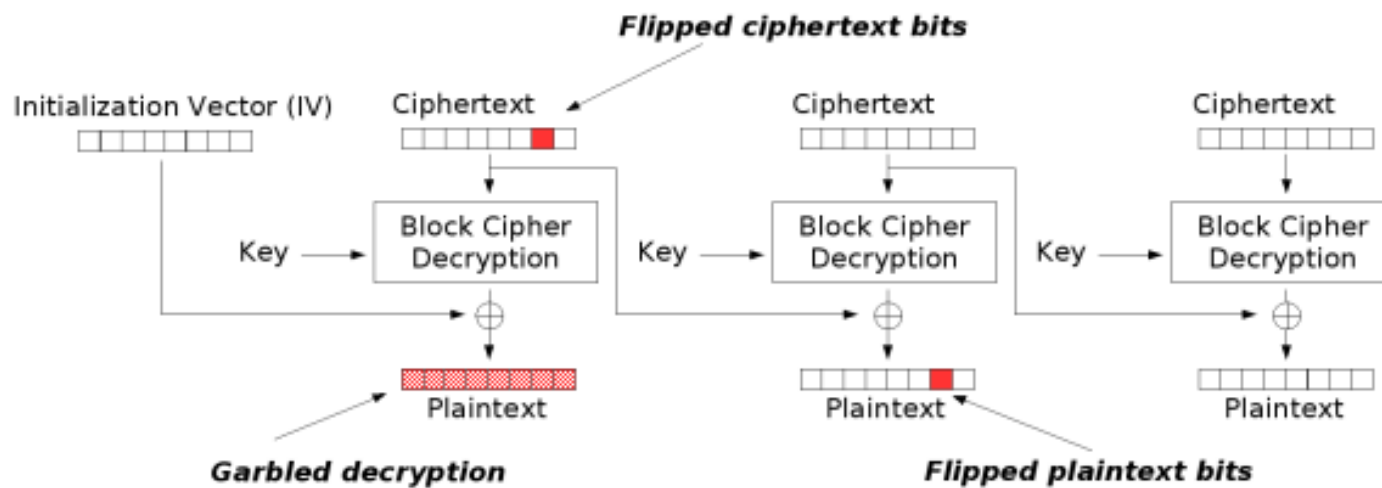 Flipped ciphertext bits
Initialization Vector (IV)
Ciphertext
Ciphertext
Ciphertext
Key
Block Cipher
Decryption
Key
Block Cipher
Decryption
Key
Block Cipher
Decryption
Plaintext
Plaintext
Plaintext
Garbled decryption
Flipped plaintext bits